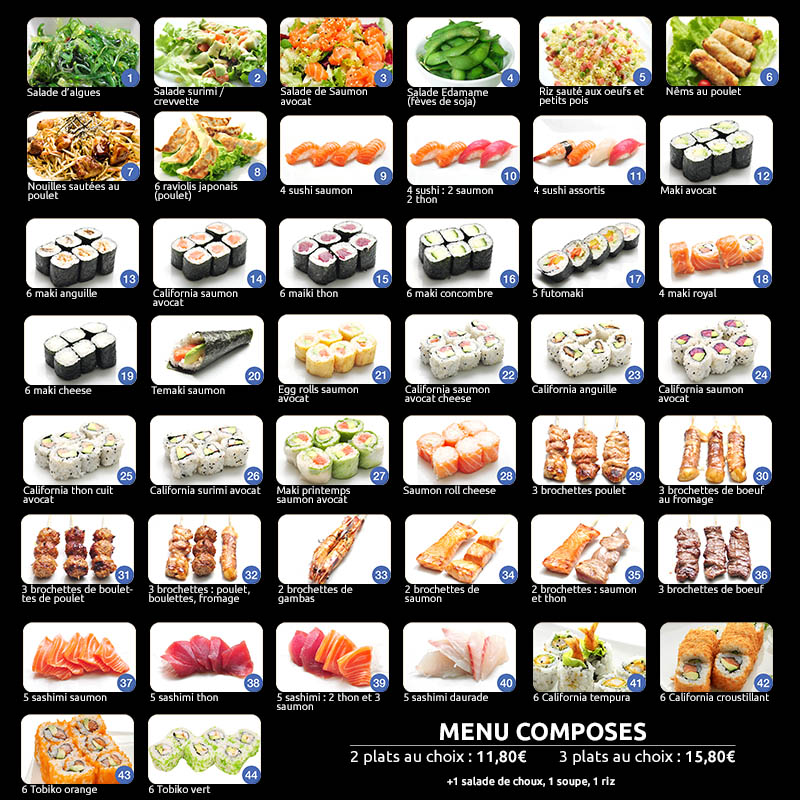 1
Salade d'algues
2
Salade surimi /
crevvette
3
Salade de Saumon
avocat
4
Salade Edamame
(fèves de soja)
5
Riz sauté aux oeufs et
petits pois
6
Nêms au poulet
7
Nouilles sautées au
poulet
8
6 raviolis japonais
(poulet)
9
4 sushi saumon
10
4 sushi : 2 saumon
2 thon
11
4 sushi assortis
12
Maki avocat
13
6 maki anguille
14
California saumon
avocat
15
6 maiki thon
16
6 maki concombre
17
5 futomaki
18
4 maki royal
19
6 maki cheese
20
Temaki saumon
21
Egg rolls saumon
avocat
22
California saumon
avocat cheese
23
California anguille
24
California saumon
avocat
25
California thon cuit
avocat
26
California surimi avocat
27
Maki printemps
saumon avocat
28
Saumon roll cheese
29
3 brochettes poulet
30
3 brochettes de boeuf
au fromage
31
3 brochettes de boulet-
tes de poulet
32
3 brochettes : poulet,
boulettes, fromage
33
2 brochettes de
gambas
34
2 brochettes de
saumon
35
2 brochettes : saumon
et thon
36
3 brochettes de boeuf
37
5 sashimi saumon
38
5 sashimi thon
39
5 sashimi : 2 thon et 3
saumon
40
5 sashimi daurade
41
6 California tempura
42
6 California croustillant
43
6 Tobiko orange
44
6 Tobiko vert
MENU COMPOSES
2 plats au choix : 11,80€ 3 plats au choix : 15,80€
+1 salade de choux, 1 soupe, 1 riz